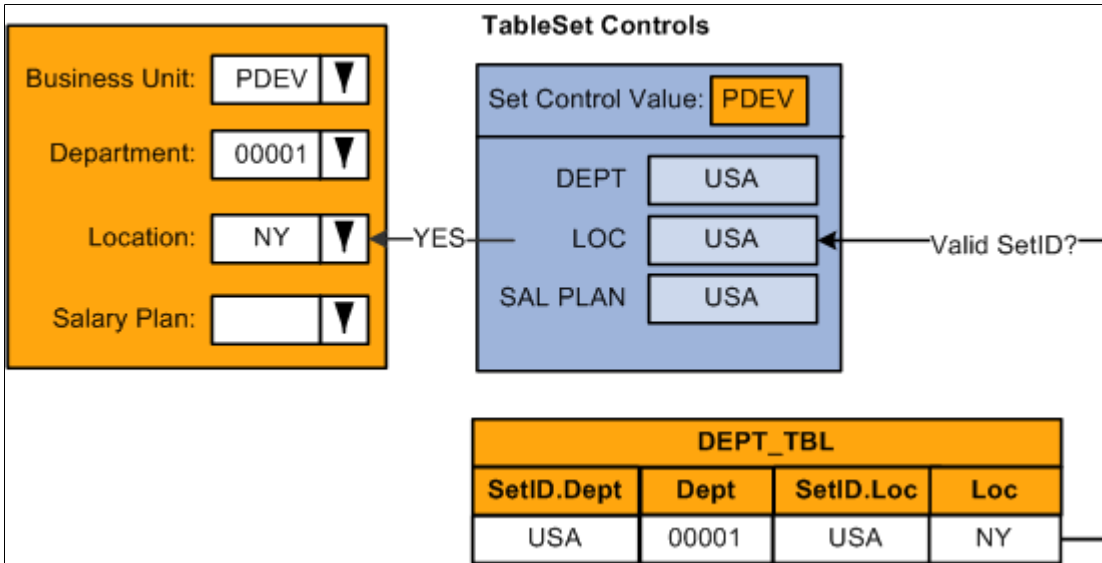 TableSet Controls
Business Unit: PDEV
Department: 00001
Location: NY
Salary Plan:
Set Control Value: PDEV
DEPT USA
LOC USA
SAL PLAN USA
YES
Valid SetID?
DEPT_TBL
SetID.Dept Dept SetID.Loc Loc
USA 00001 USA NY